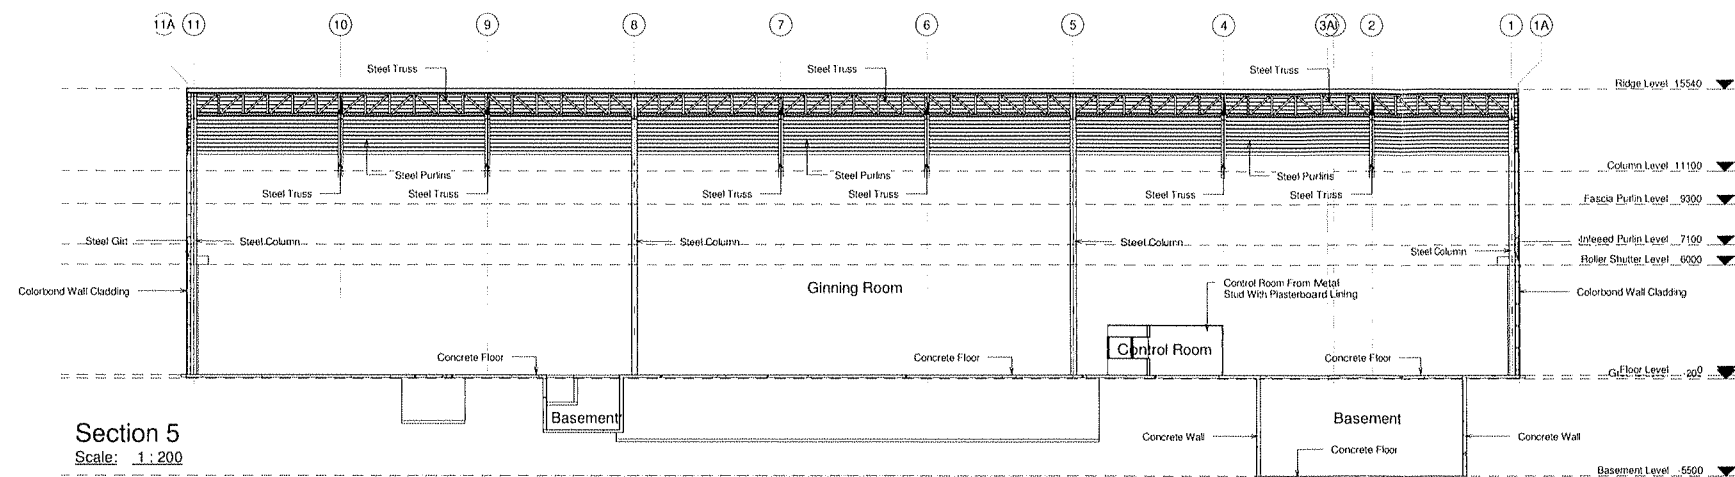 11A 11 10 9 8 7 6 5 4 3A 2 1 1A
Steel Truss Steel Truss Steel Truss
Ridge Level 15540
Column Level 11100
Steel Purlins Steel Purlins Steel Purlins
Steel Truss Steel Truss Steel Truss Steel Truss Steel Truss Steel Truss
Fascia Purlin Level 9300
Steel Girt Steel Column Steel Column Steel Column Steel Column
Infeeed Purlin Level 7100
Roller Shutter Level 6000
Colorbond Wall Cladding
Ginning Room
Control Room From Metal
Stud With Plasterboard Lining
Colorbond Wall Cladding
Control Room
Concrete Floor Concrete Floor Concrete Floor
Floor Level 0
-200
Basement Basement
Section 5
Scale: 1 : 200
Concrete Wall Concrete Wall
Concrete Floor
Basement Level -5500